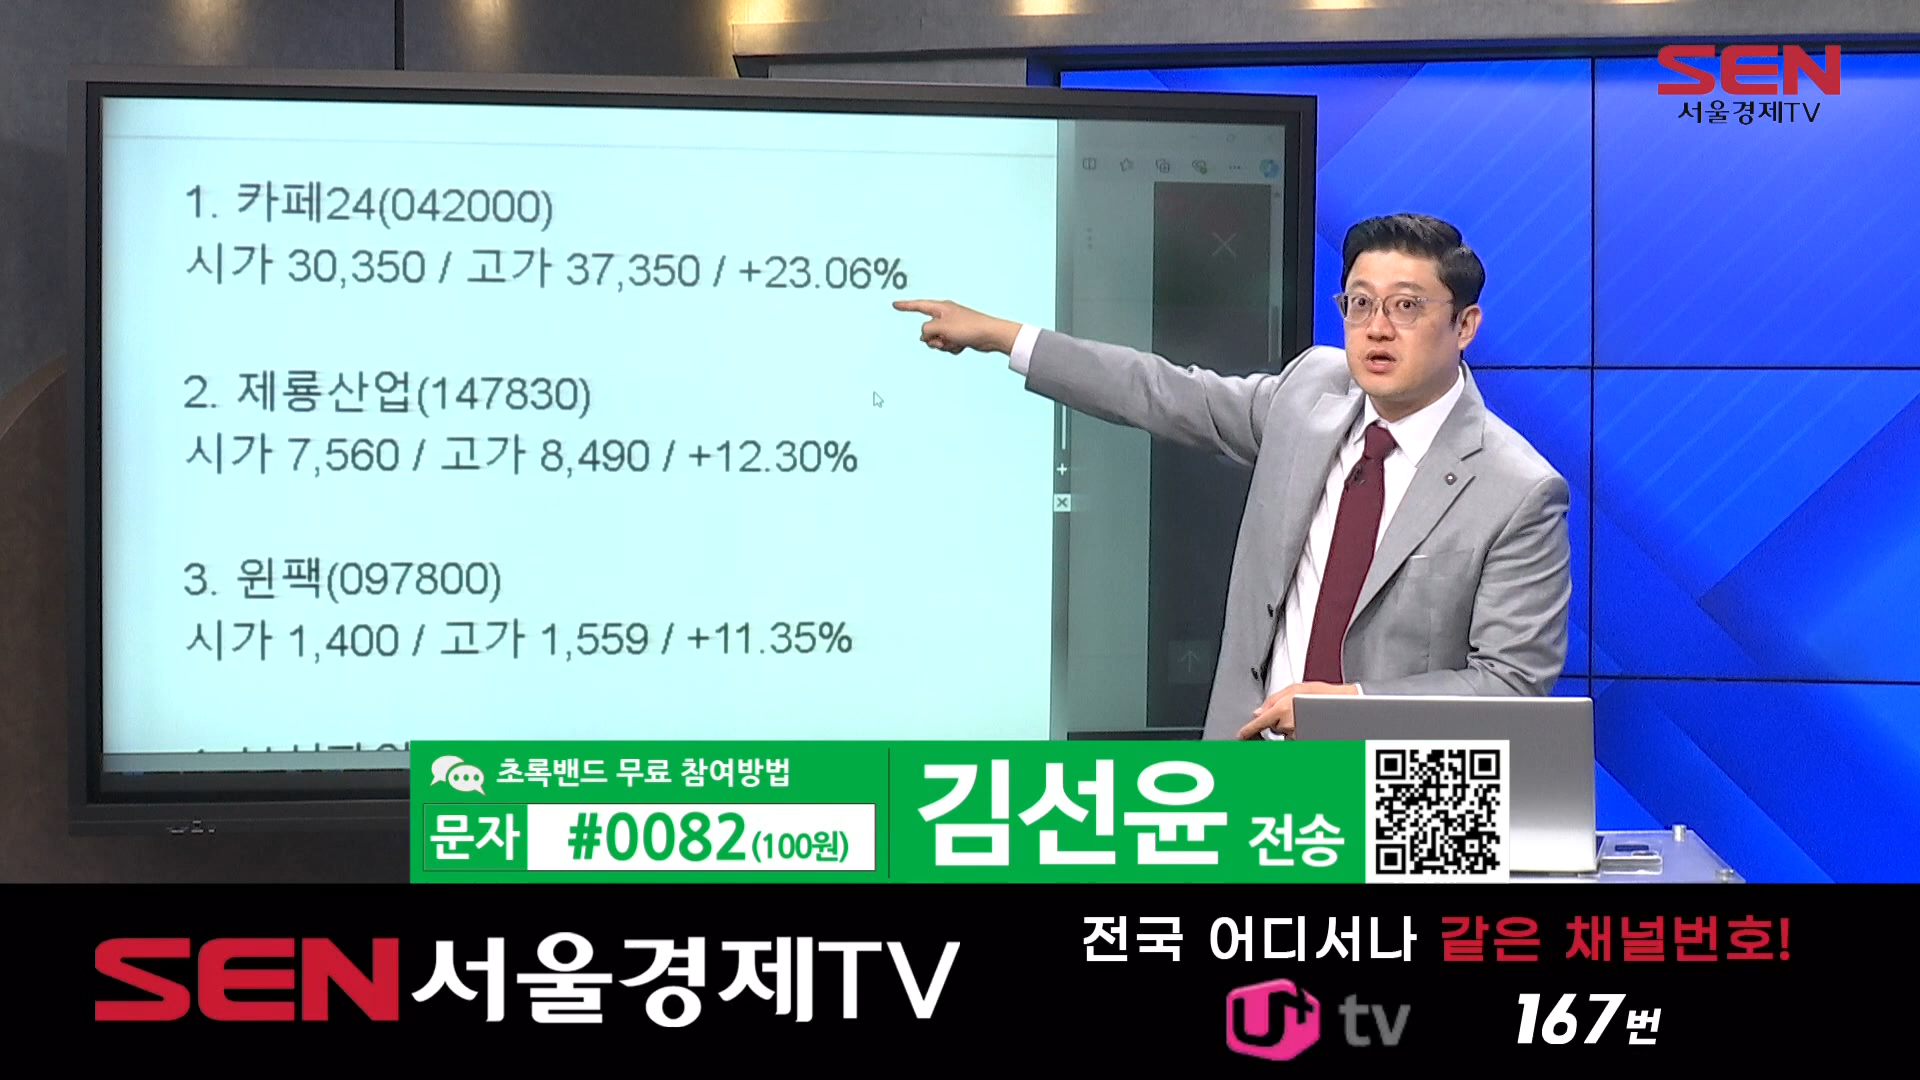 SEN
서울경제TV
1. 카페24(042000)
시가 30,350 / 고가 37,350 / +23.06%
2. 제룡산업(147830)
시가 7,560 / 고가 8,490 / +12.30%
3. 윈팩(097800)
시가 1,400 / 고가 1,559 / +11.35%
초록밴드 무료 참여방법
문자 #0082(100원)
김선윤 전송
SEN서울경제TV
전국 어디서나 같은 채널번호!
U+ tv 167번